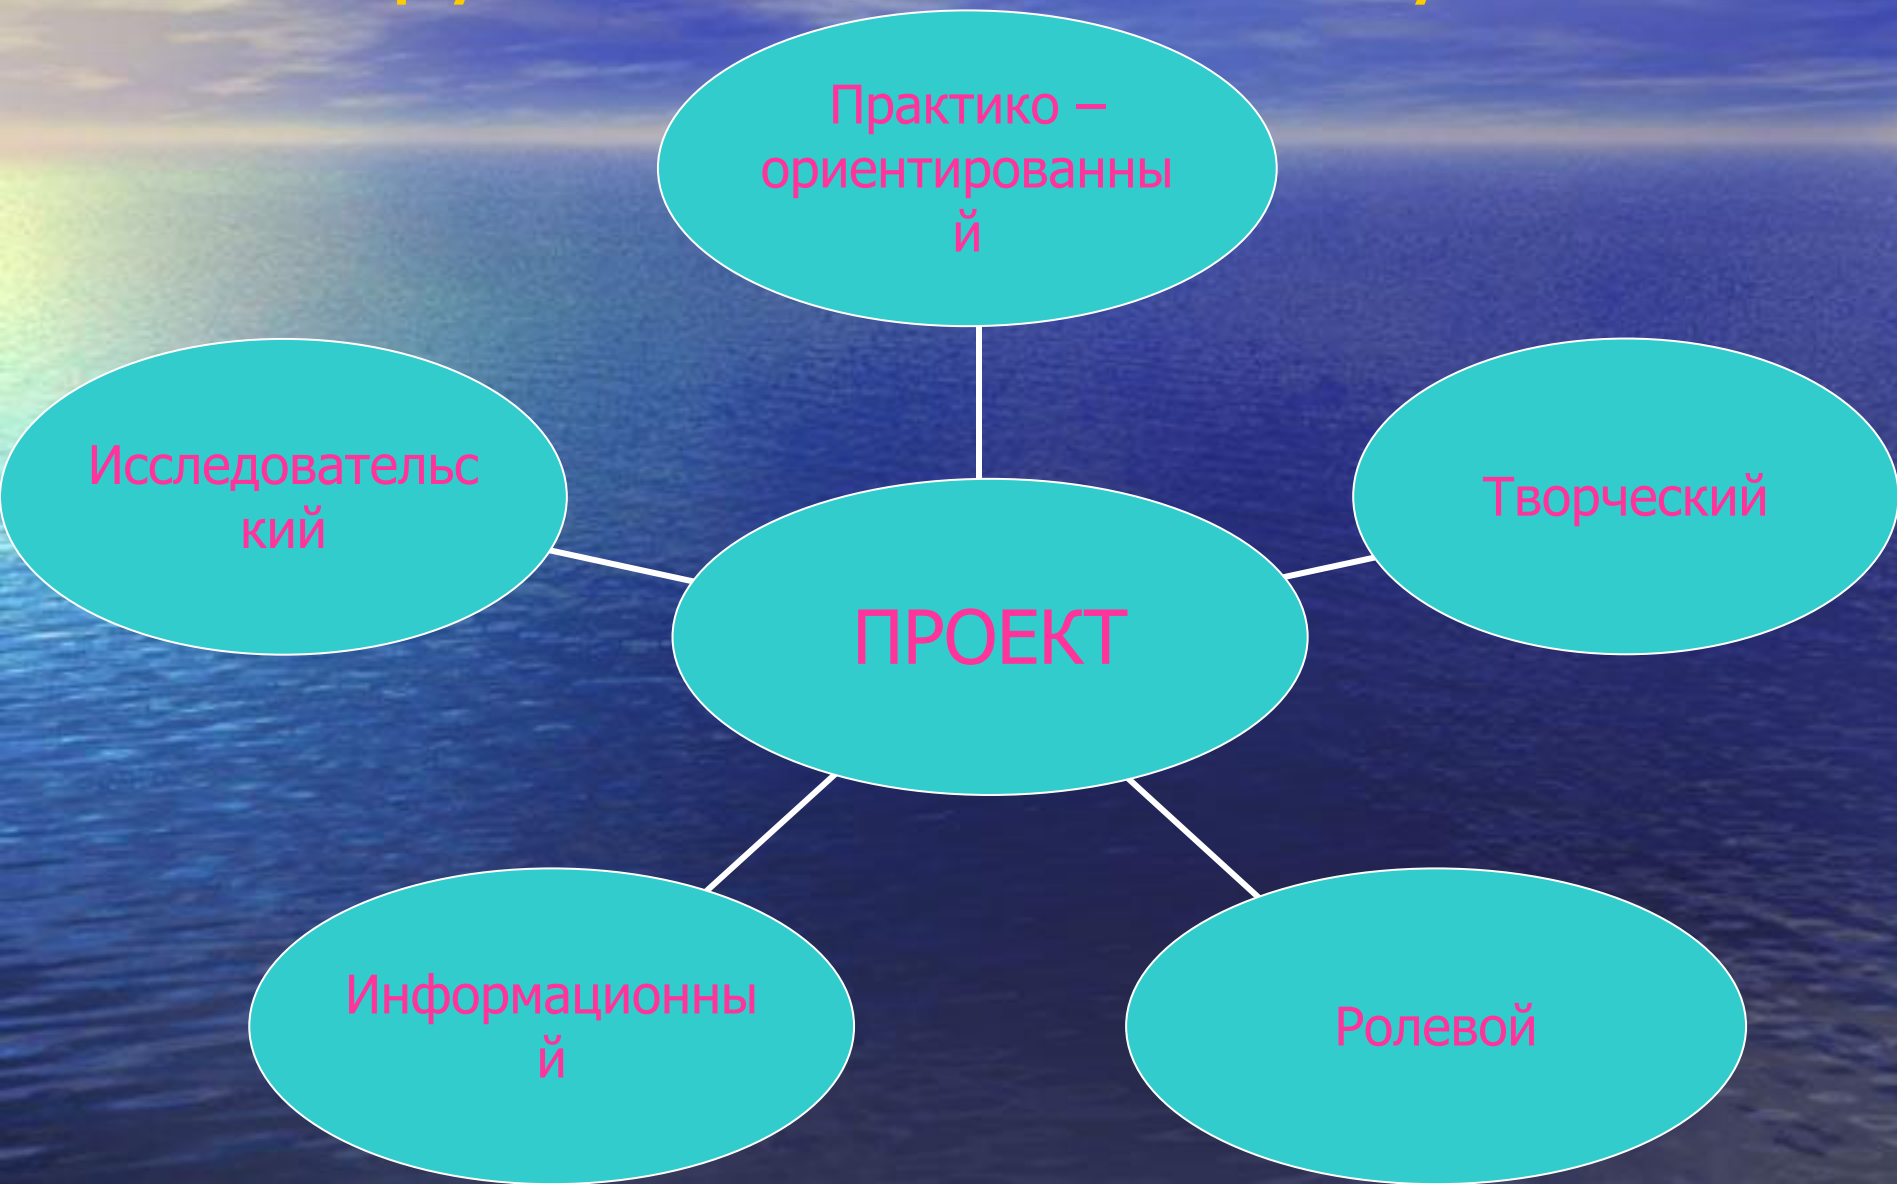 Практико –
ориентированны
й
Исследовательс
кий
Творческий
ПРОЕКТ
Информационны
й
Ролевой